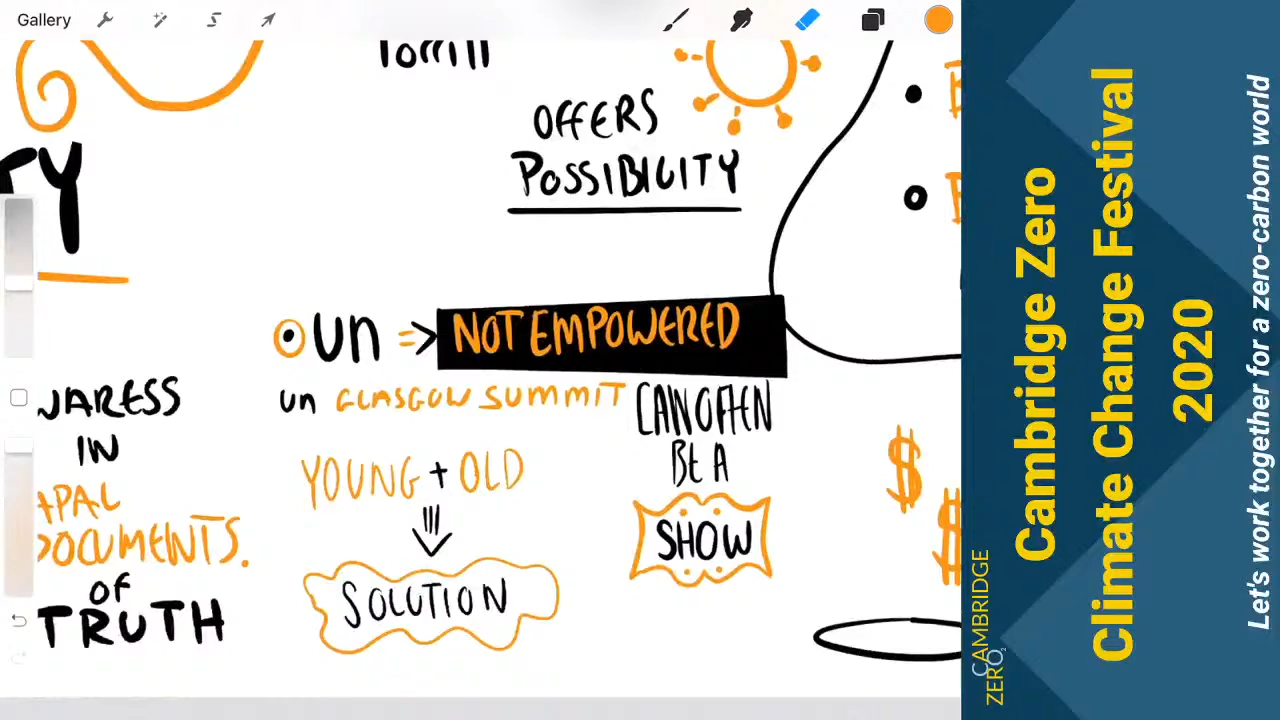 Gallery
OFFERS
POSSIBILITY
UN => NOT EMPOWERED
UN GLASGOW SUMMIT
CAN OFTEN
BE A
SHOW
YOUNG + OLD
SOLUTION
IN
DOCUMENTS.
OF
TRUTH
$
$
Cambridge Zero
Climate Change Festival
2020
Let's work together for a zero-carbon world
CAMBRIDGE
ZERO